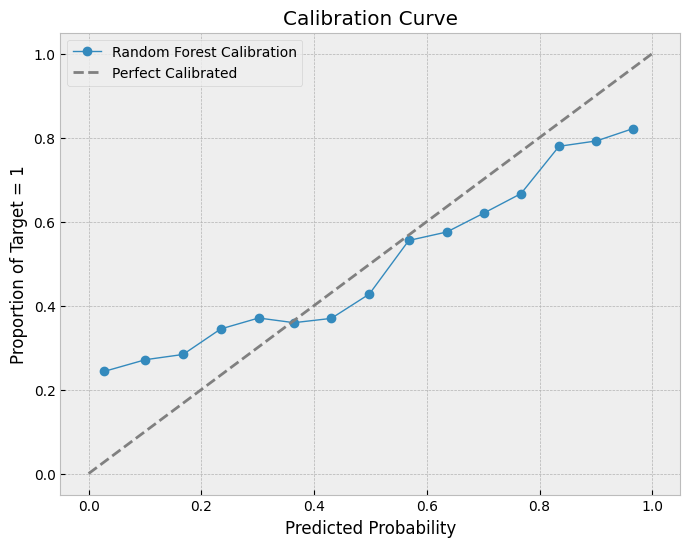 Calibration Curve
Random Forest Calibration
Perfect Calibrated
Proportion of Target = 1
1.0
0.8
0.6
0.4
0.2
0.0
0.0 0.2 0.4 0.6 0.8 1.0
Predicted Probability